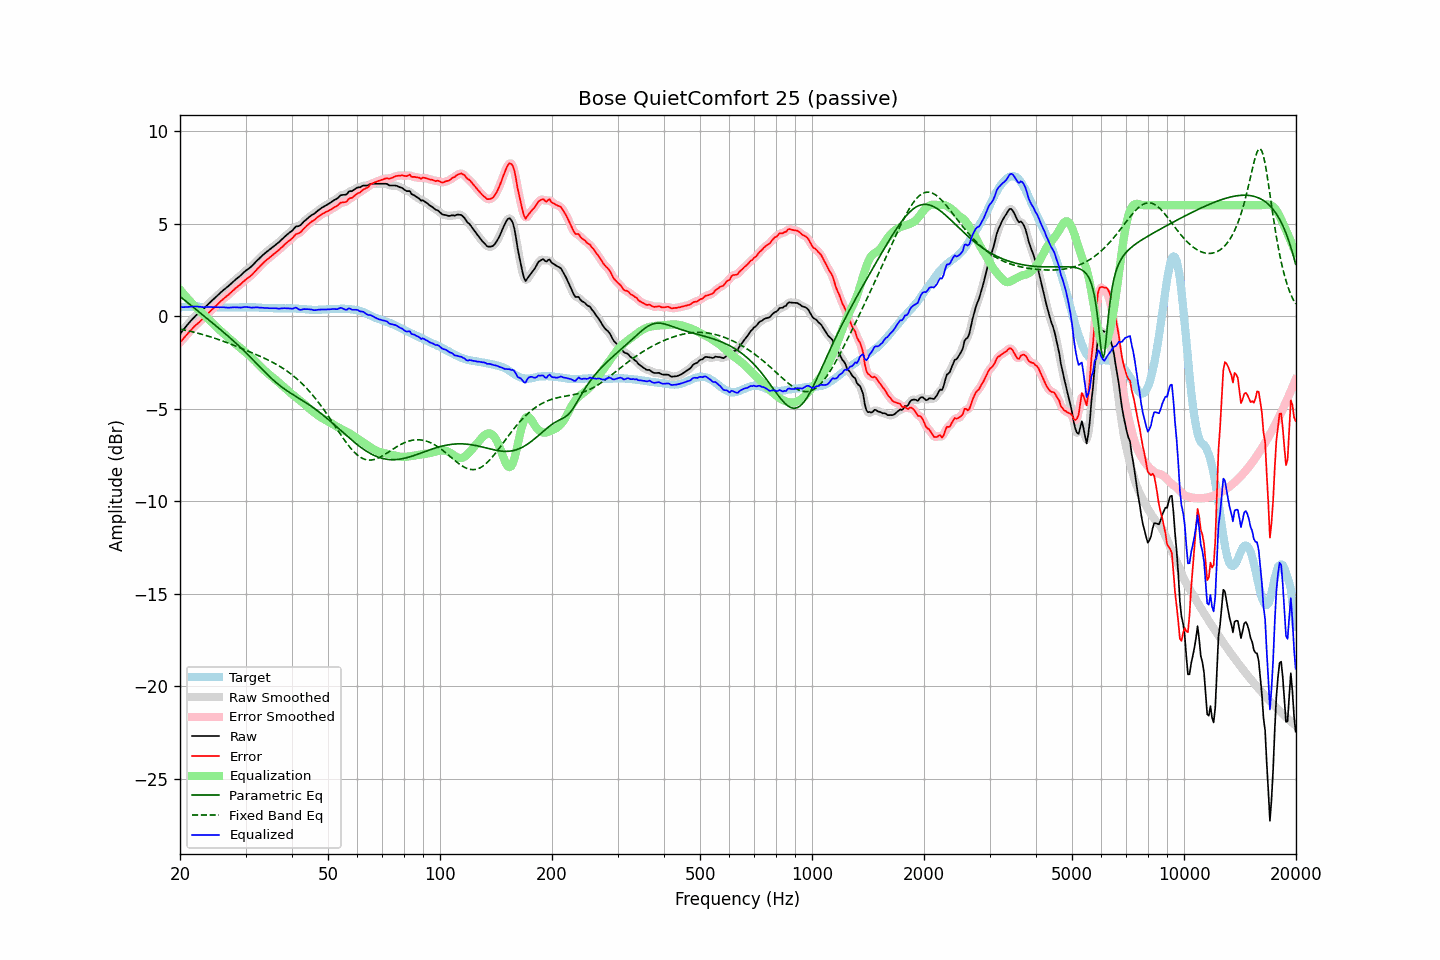 Bose QuietComfort 25 (passive)
10
5
0
−5
−10
−15
−20
−25
Amplitude (dBr)
Target
Raw Smoothed
Error Smoothed
Raw
Error
Equalization
Parametric Eq
Fixed Band Eq
Equalized
20 50 100 200 500 1000 2000 5000 10000 20000
Frequency (Hz)